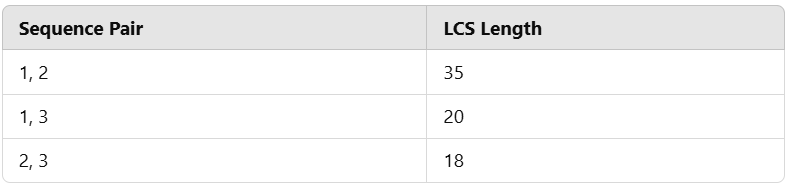 Sequence Pair LCS Length
1, 2 35
1, 3 20
2, 3 18